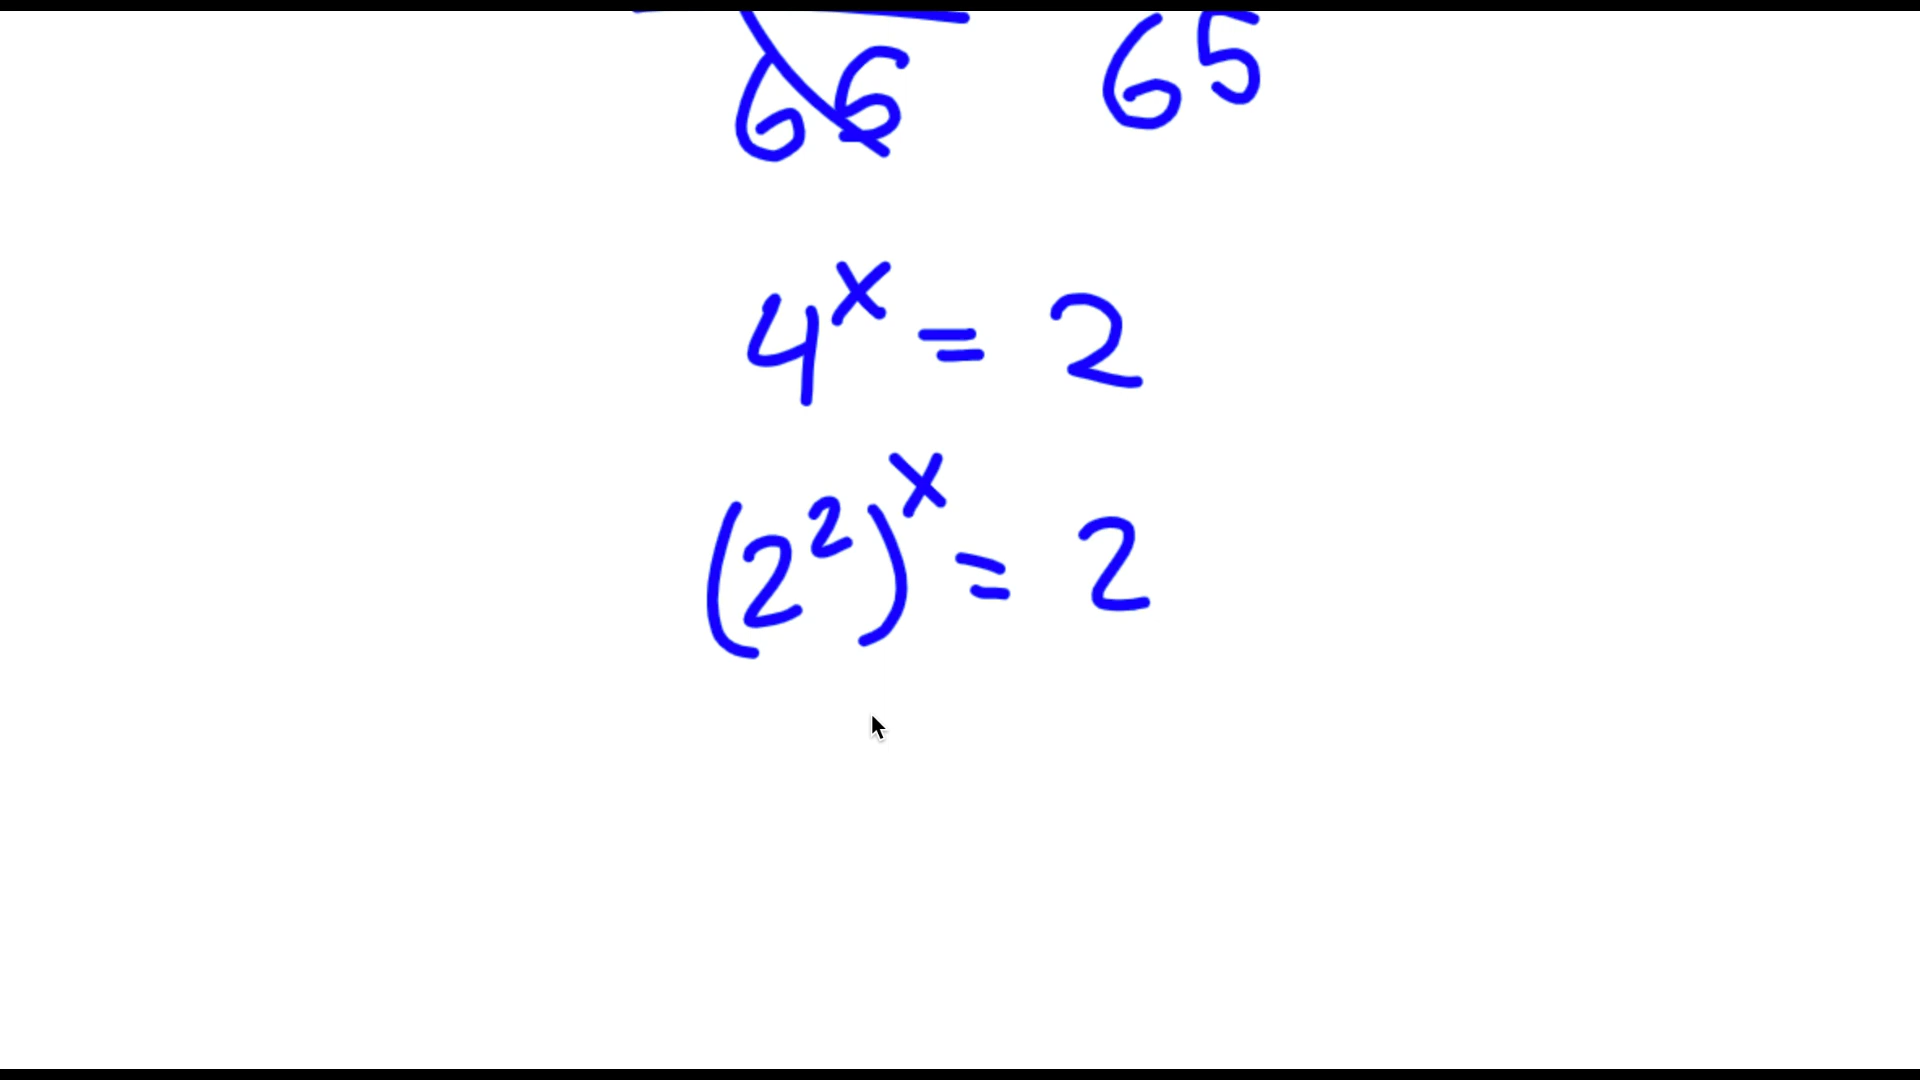 66 65
4^x = 2
(2^2)^x = 2